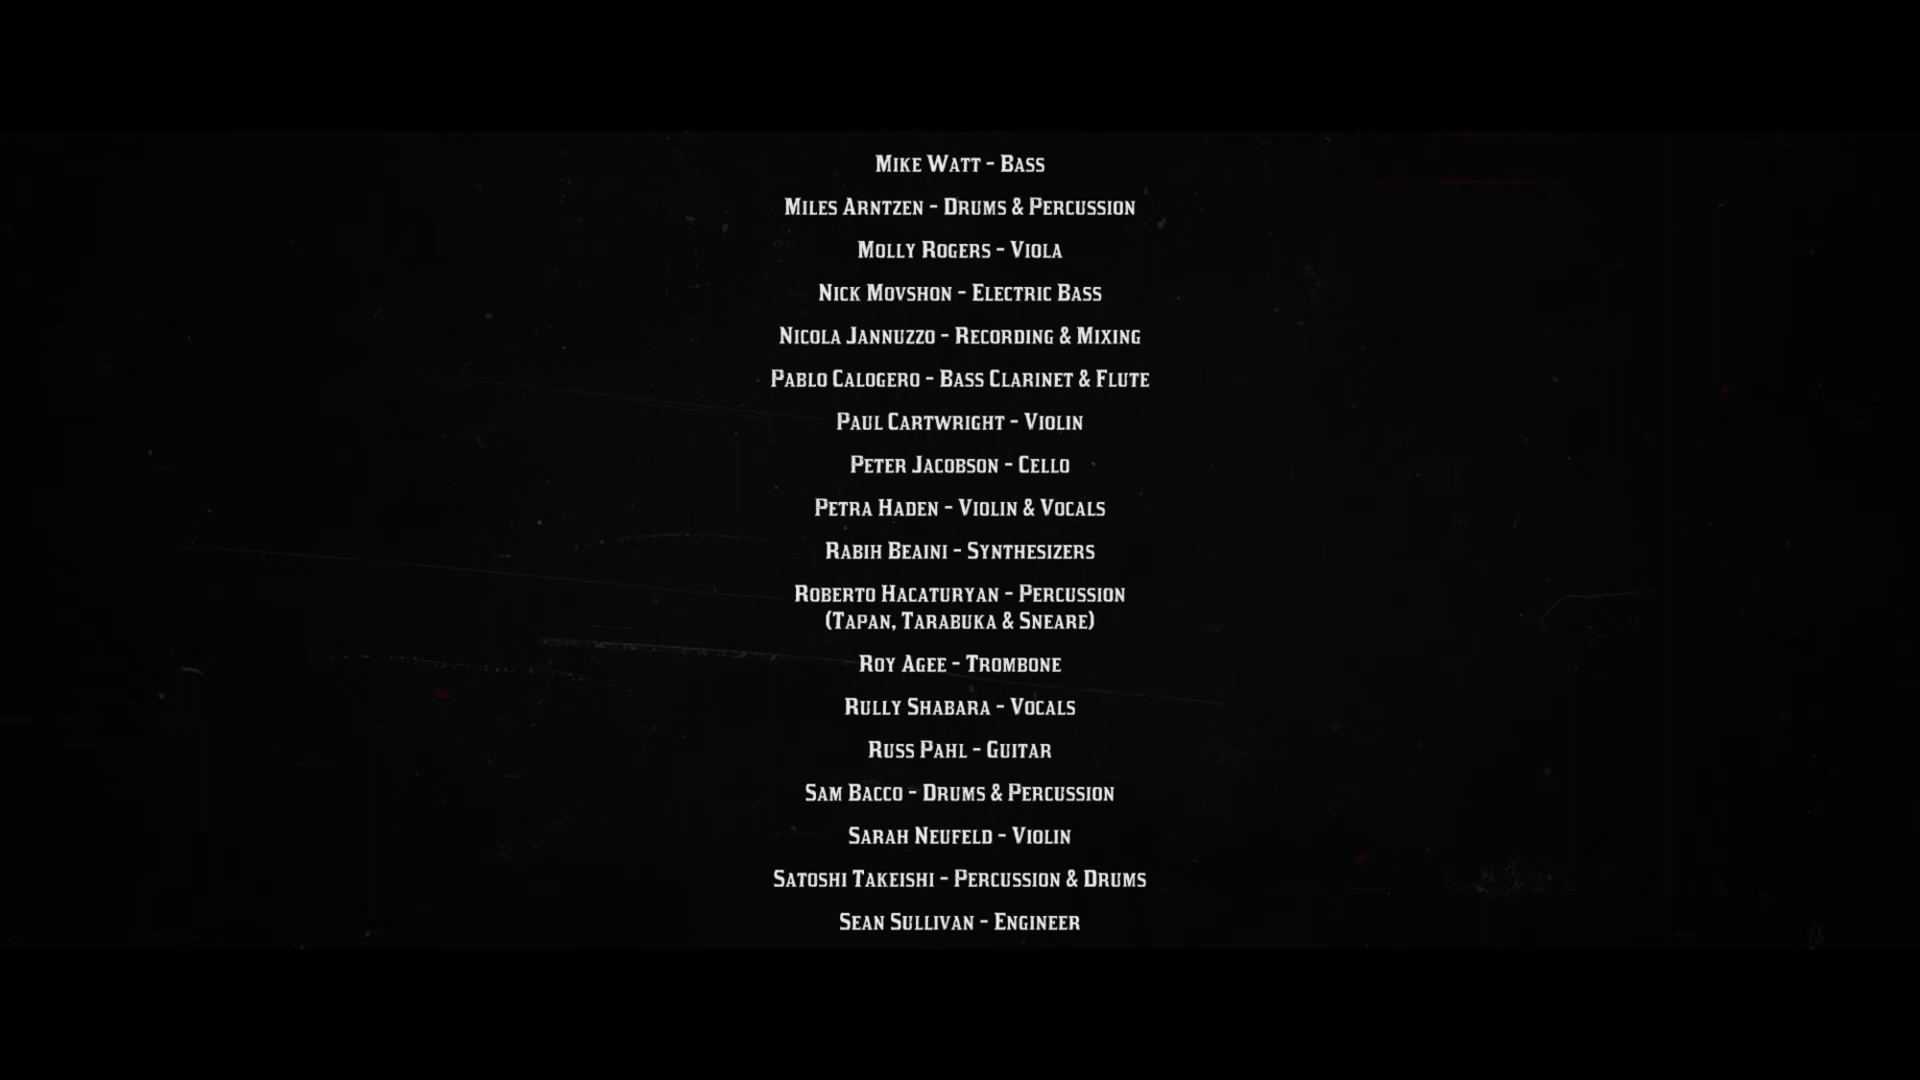 Mike Watt - Bass
Miles Arntzen - Drums & Percussion
Molly Rogers - Viola
Nick Movshon - Electric Bass
Nicola Jannuzzo - Recording & Mixing
Pablo Calogero - Bass Clarinet & Flute
Paul Cartwright - Violin
Peter Jacobson - Cello
Petra Haden - Violin & Vocals
Rabih Beaini - Synthesizers
Roberto Hacaturyan - Percussion
(Tapan, Tarabuka & Sneare)
Roy Agee - Trombone
Rully Shabara - Vocals
Russ Pahl - Guitar
Sam Bacco - Drums & Percussion
Sarah Neufeld - Violin
Satoshi Takeishi - Percussion & Drums
Sean Sullivan - Engineer